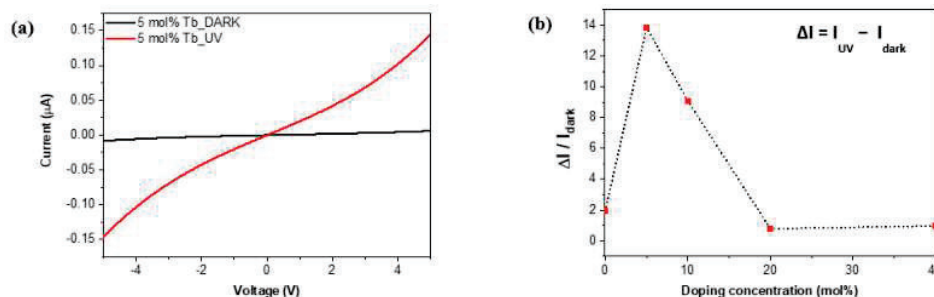 (a)
5 mol% Tb_DARK
5 mol% Tb_UV
0.15
0.10
0.05
0.00
-0.05
-0.10
-0.15
Current (μA)
-4
-2
0
2
4
Voltage (V)
(b)
ΔI = I_UV − I_dark
14
12
10
8
6
4
2
0
ΔI / I_dark
0
10
20
30
40
Doping concentration (mol%)